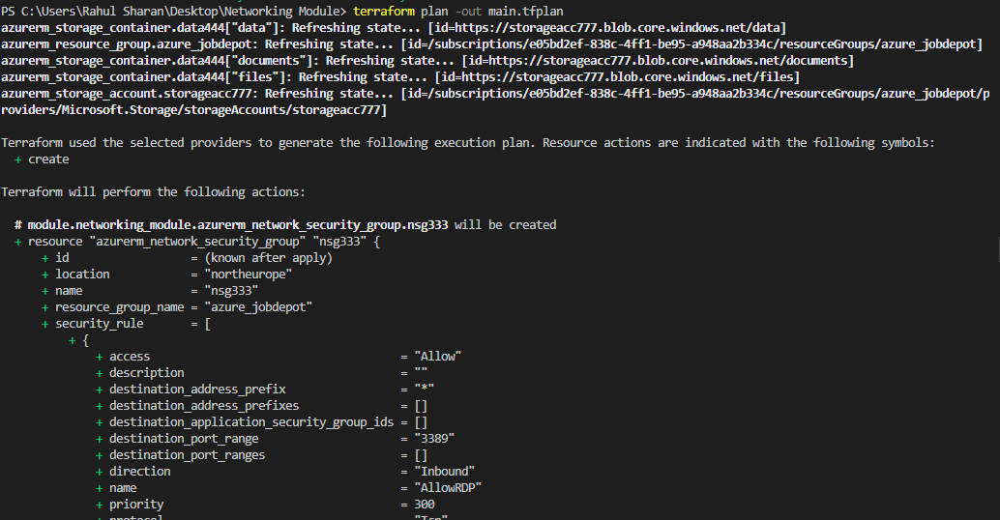 PS C:\Users\Rahul Sharan\Desktop\Networking Module> terraform plan -out main.tfplan
azurerm_storage_container.data444["data"]: Refreshing state... [id=https://storageacc777.blob.core.windows.net/data]
azurerm_resource_group.azure_jobdepot: Refreshing state... [id=/subscriptions/e05bd2ef-838c-4ff1-be95-a948aa2b334c/resourceGroups/azure_jobdepot]
azurerm_storage_container.data444["documents"]: Refreshing state... [id=https://storageacc777.blob.core.windows.net/documents]
azurerm_storage_container.data444["files"]: Refreshing state... [id=https://storageacc777.blob.core.windows.net/files]
azurerm_storage_account.storageacc777: Refreshing state... [id=/subscriptions/e05bd2ef-838c-4ff1-be95-a948aa2b334c/resourceGroups/azure_jobdepot/p
roviders/Microsoft.Storage/storageAccounts/storageacc777]
Terraform used the selected providers to generate the following execution plan. Resource actions are indicated with the following symbols:
+ create
Terraform will perform the following actions:
# module.networking_module.azurerm_network_security_group.nsg333 will be created
+ resource "azurerm_network_security_group" "nsg333" {
+ id = (known after apply)
+ location = "northeurope"
+ name = "nsg333"
+ resource_group_name = "azure_jobdepot"
+ security_rule = [
+ {
+ access = "Allow"
+ description = ""
+ destination_address_prefix = "*"
+ destination_address_prefixes = []
+ destination_application_security_group_ids = []
+ destination_port_range = "3389"
+ destination_port_ranges = []
+ direction = "Inbound"
+ name = "AllowRDP"
+ priority = 300
+ protocol = "Tcp"